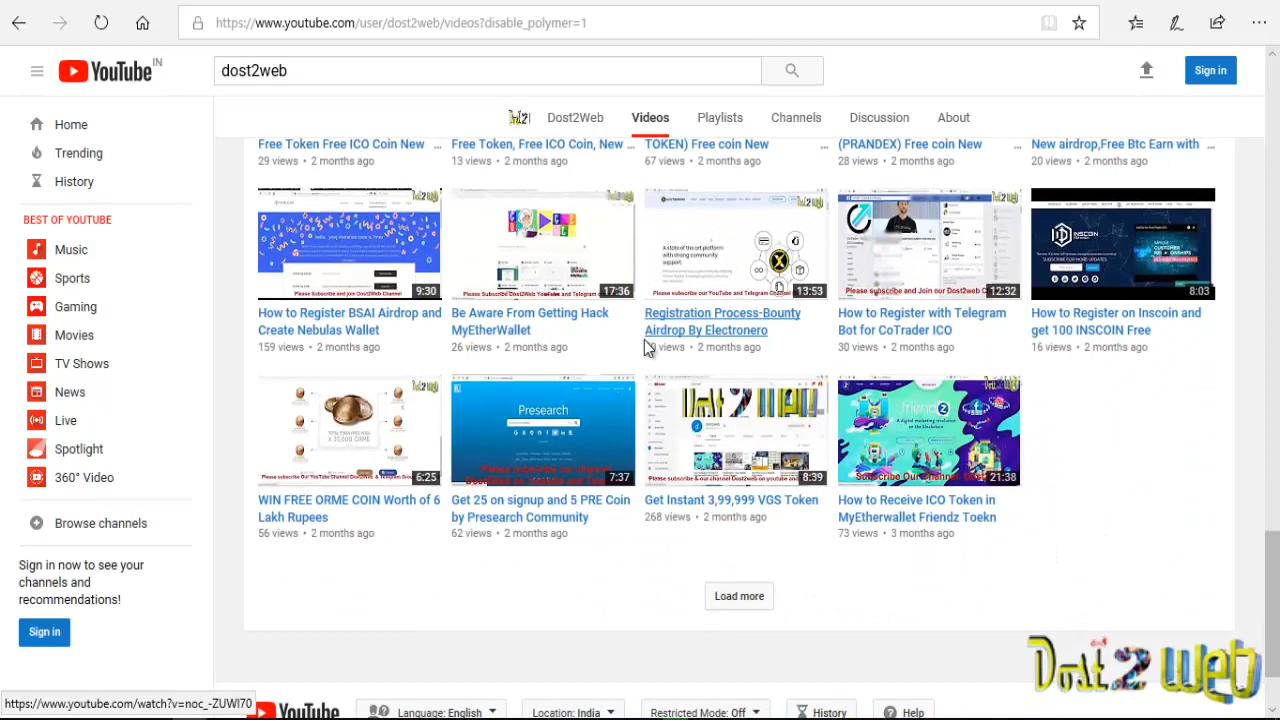 https://www.youtube.com/user/dost2web/videos?disable_polymer=1
YouTube IN
dost2web
Sign in
Dost2Web Videos Playlists Channels Discussion About
Home
Trending
History
BEST OF YOUTUBE
Music
Sports
Gaming
Movies
TV Shows
News
Live
Spotlight
360° Video
Browse channels
Sign in now to see your
channels and
recommendations!
Sign in
Free Token Free ICO Coin New
29 views • 2 months ago
Free Token, Free ICO Coin, New
13 views • 2 months ago
TOKEN) Free coin New
67 views • 2 months ago
(PRANDEX) Free coin New
28 views • 2 months ago
New airdrop,Free Btc Earn with
20 views • 2 months ago
9:30
How to Register BSAI Airdrop and
Create Nebulas Wallet
159 views • 2 months ago
17:36
Be Aware From Getting Hack
MyEtherWallet
26 views • 2 months ago
13:53
Registration Process-Bounty
Airdrop By Electronero
views • 2 months ago
12:32
How to Register with Telegram
Bot for CoTrader ICO
30 views • 2 months ago
INSCOIN
8:03
How to Register on Inscoin and
get 100 INSCOIN Free
16 views • 2 months ago
6:25
WIN FREE ORME COIN Worth of 6
Lakh Rupees
56 views • 2 months ago
Presearch
7:37
Get 25 on signup and 5 PRE Coin
by Presearch Community
62 views • 2 months ago
Dost 2 Web
8:39
Get Instant 3,99,999 VGS Token
268 views • 2 months ago
friendz
21:38
How to Receive ICO Token in
MyEtherwallet Friendz Toekn
73 views • 3 months ago
Load more
Dost 2 Web
https://www.youtube.com/watch?v=noc_-ZUWI70
YouTube
Language: English
Location: India
Restricted Mode: Off
History
Help